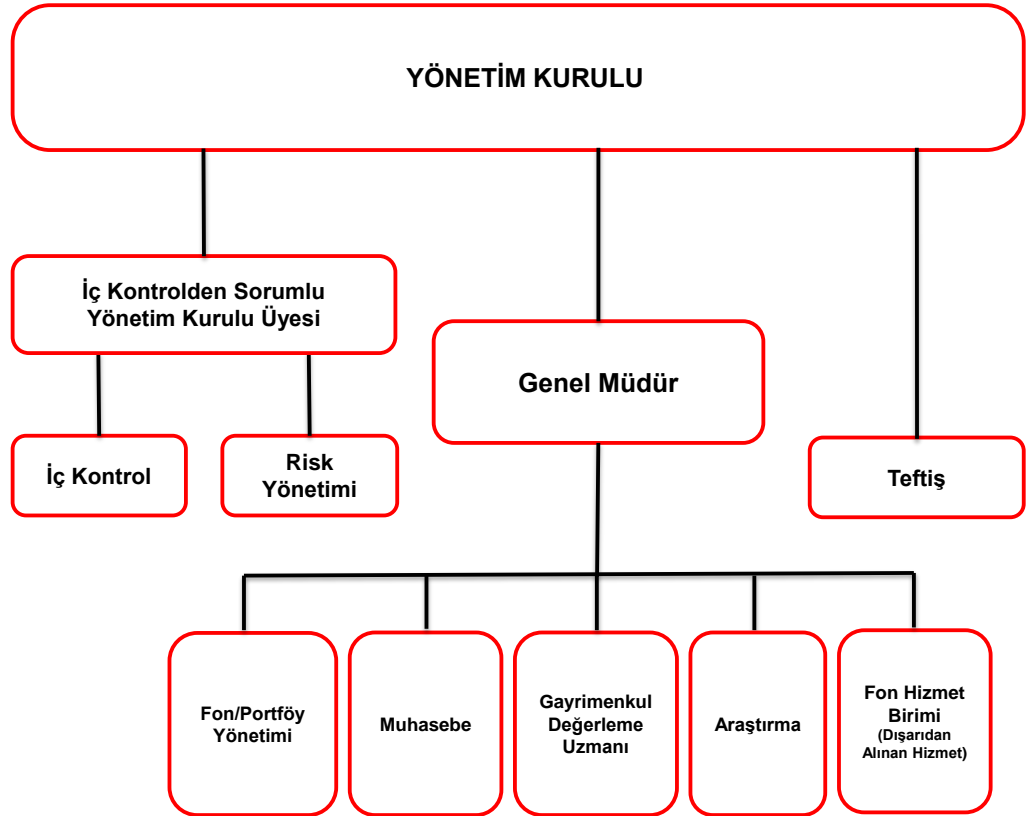 YÖNETİM KURULU
İç Kontrolden Sorumlu
Yönetim Kurulu Üyesi
Genel Müdür
İç Kontrol
Risk
Yönetimi
Teftiş
Fon/Portföy
Yönetimi
Muhasebe
Gayrimenkul
Değerleme
Uzmanı
Araştırma
Fon Hizmet
Birimi
(Dışarıdan
Alınan Hizmet)